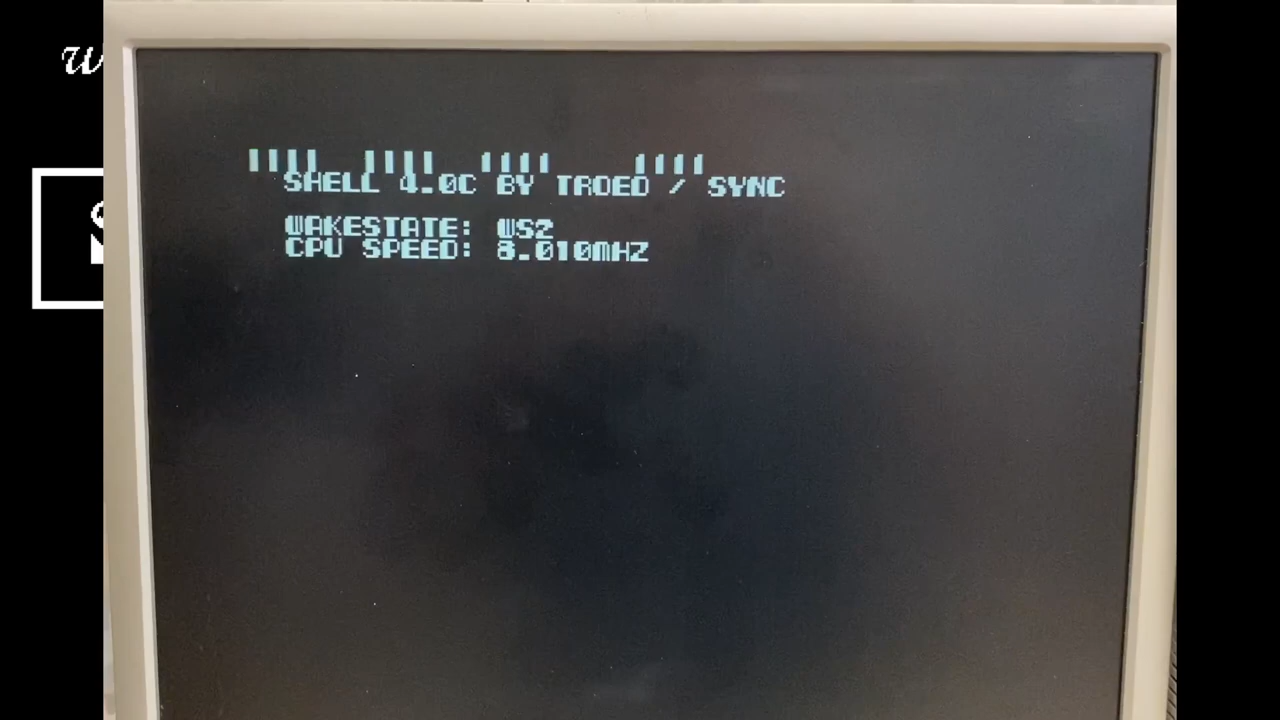 SHELL 4.0C BY TROED / SYNC
WAKESTATE: WS2
CPU SPEED: 8.010MHZ